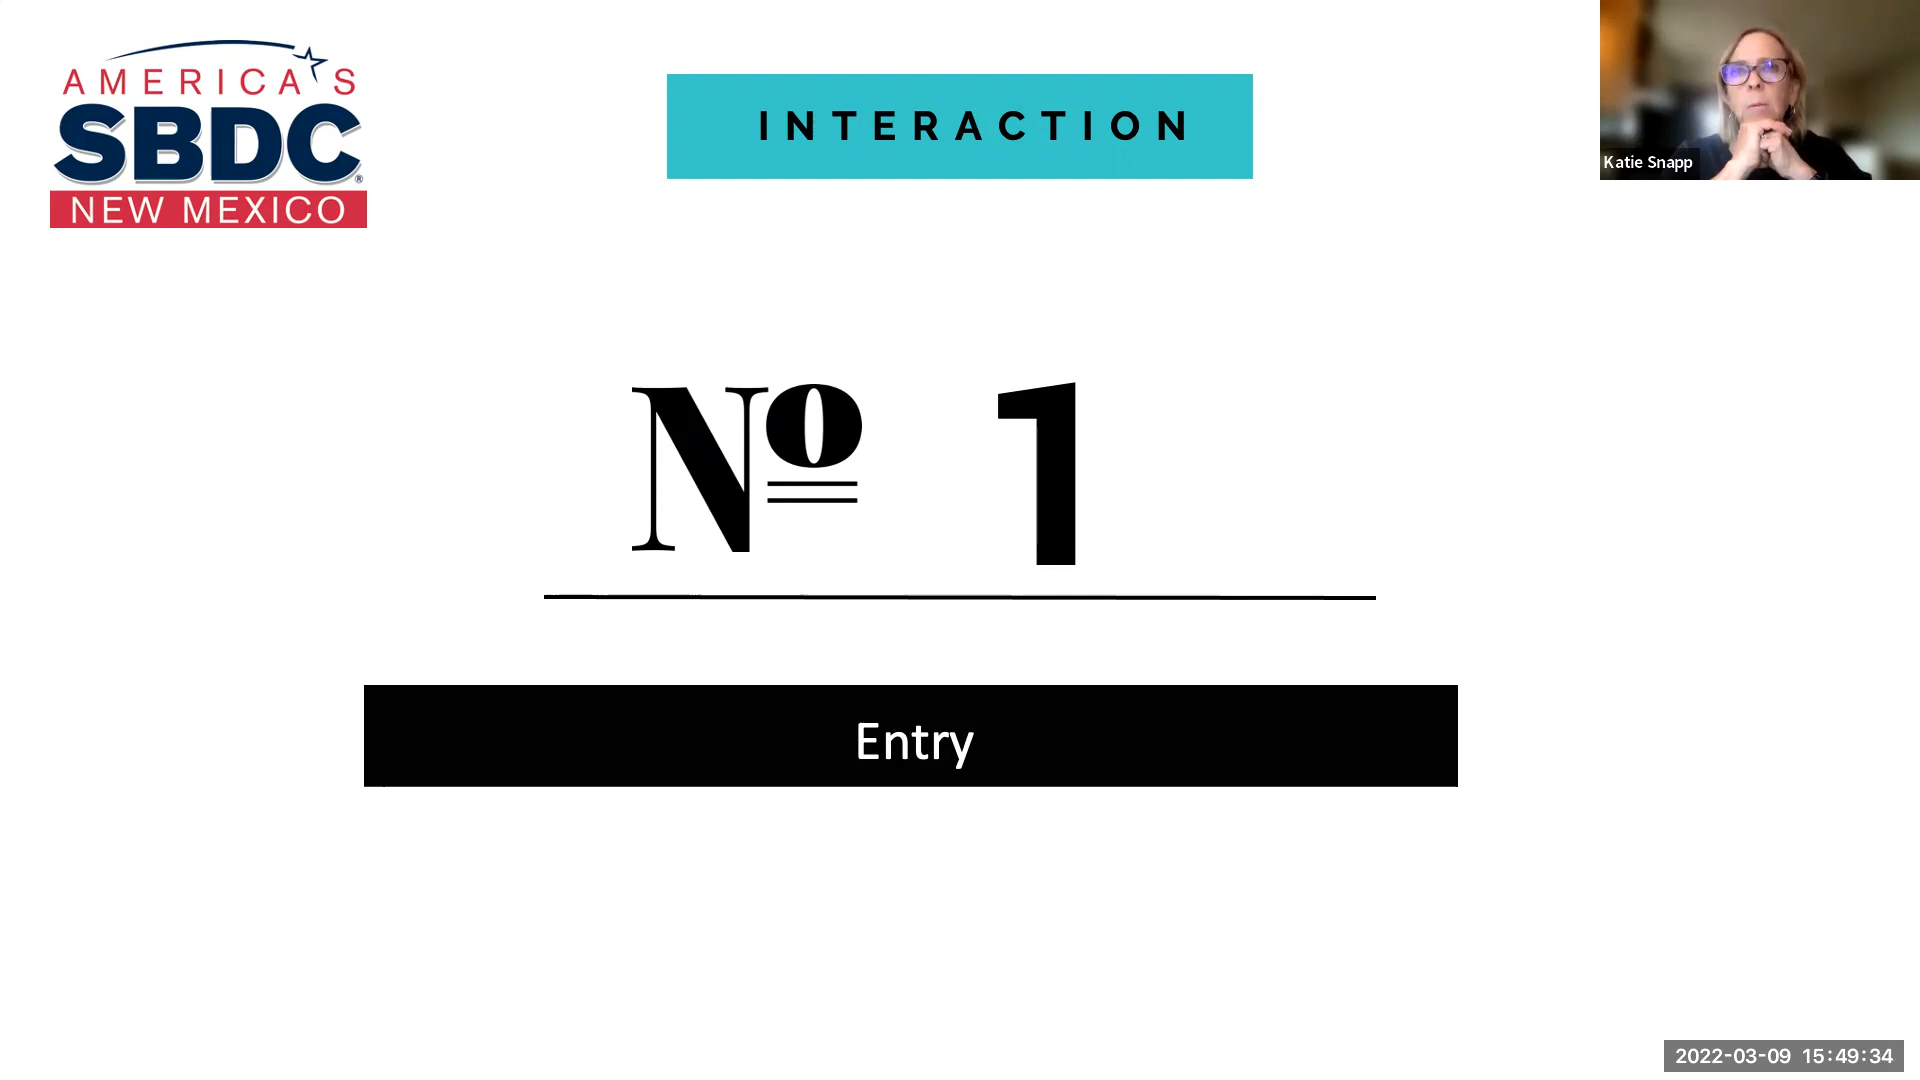 AMERICA'S
SBDC
NEW MEXICO
INTERACTION
Katie Snapp
№ 1
Entry
2022-03-09 15:49:34